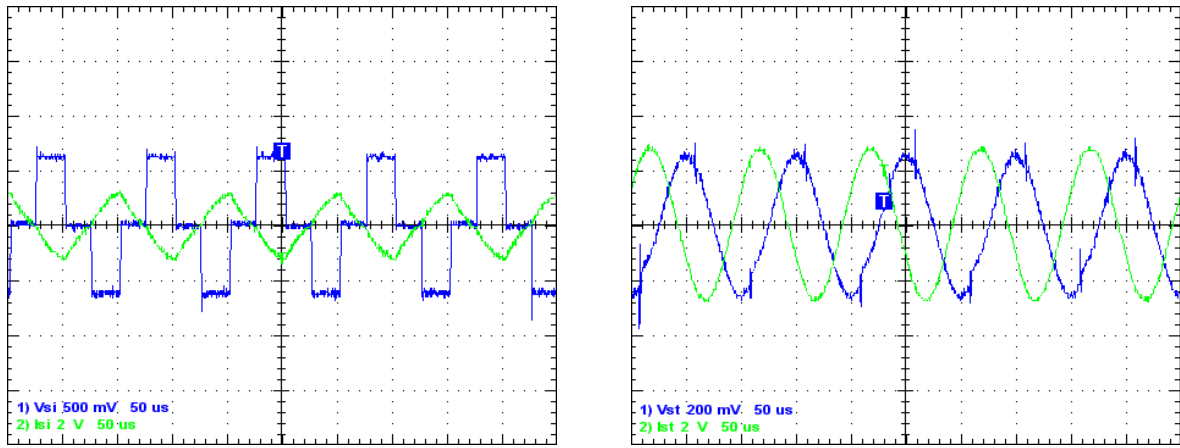 T
1) Vsi 500 mV 50 us
2) Isi 2 V 50 us
T
1) Vst 200 mV 50 us
2) Ist 2 V 50 us